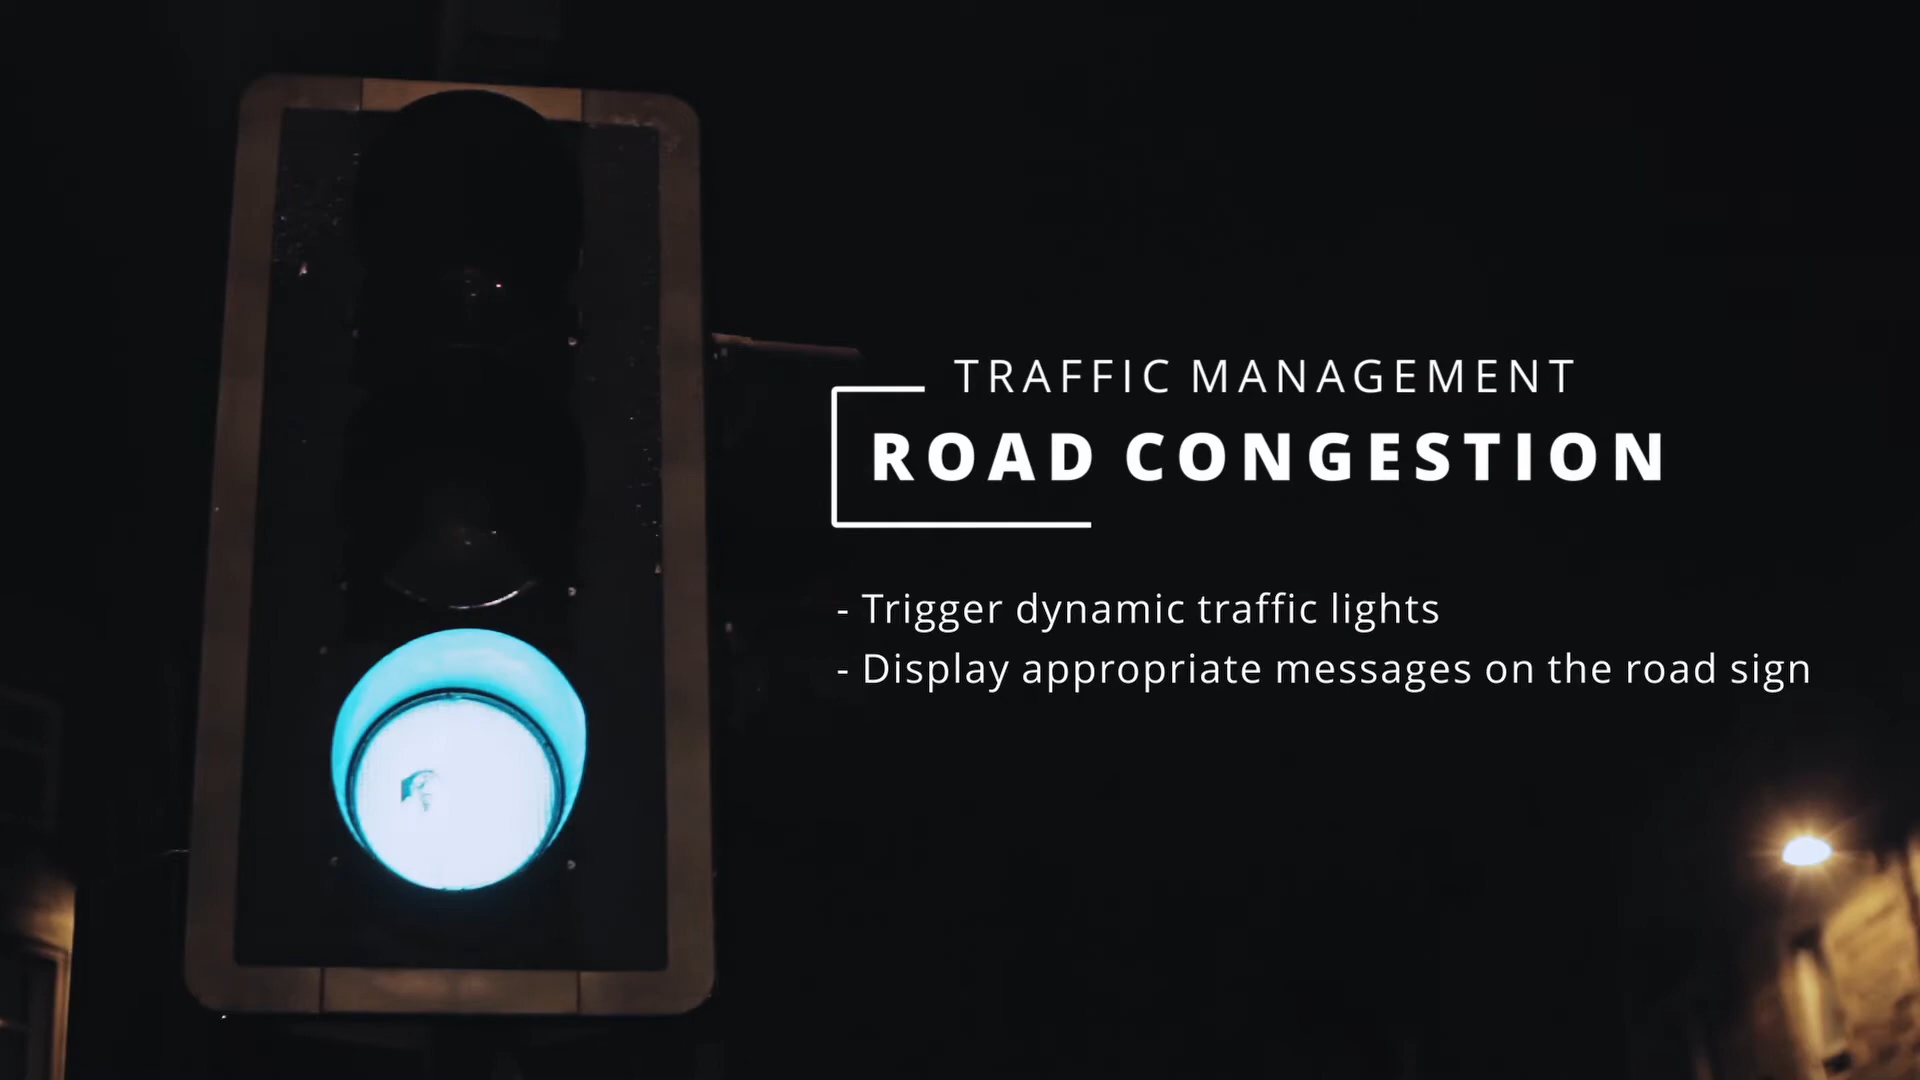 TRAFFIC MANAGEMENT
ROAD CONGESTION
- Trigger dynamic traffic lights
- Display appropriate messages on the road sign